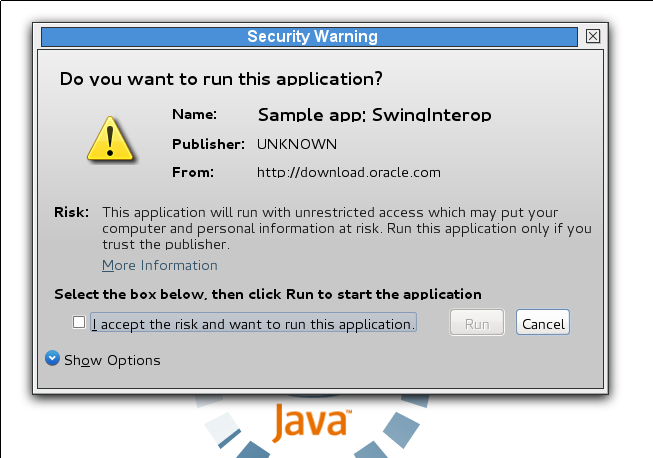 Security Warning
Do you want to run this application?
Name: Sample app: SwingInterop
Publisher: UNKNOWN
From: http://download.oracle.com
Risk: This application will run with unrestricted access which may put your
computer and personal information at risk. Run this application only if you
trust the publisher.
More Information
Select the box below, then click Run to start the application
I accept the risk and want to run this application.
Run
Cancel
Show Options
Java™